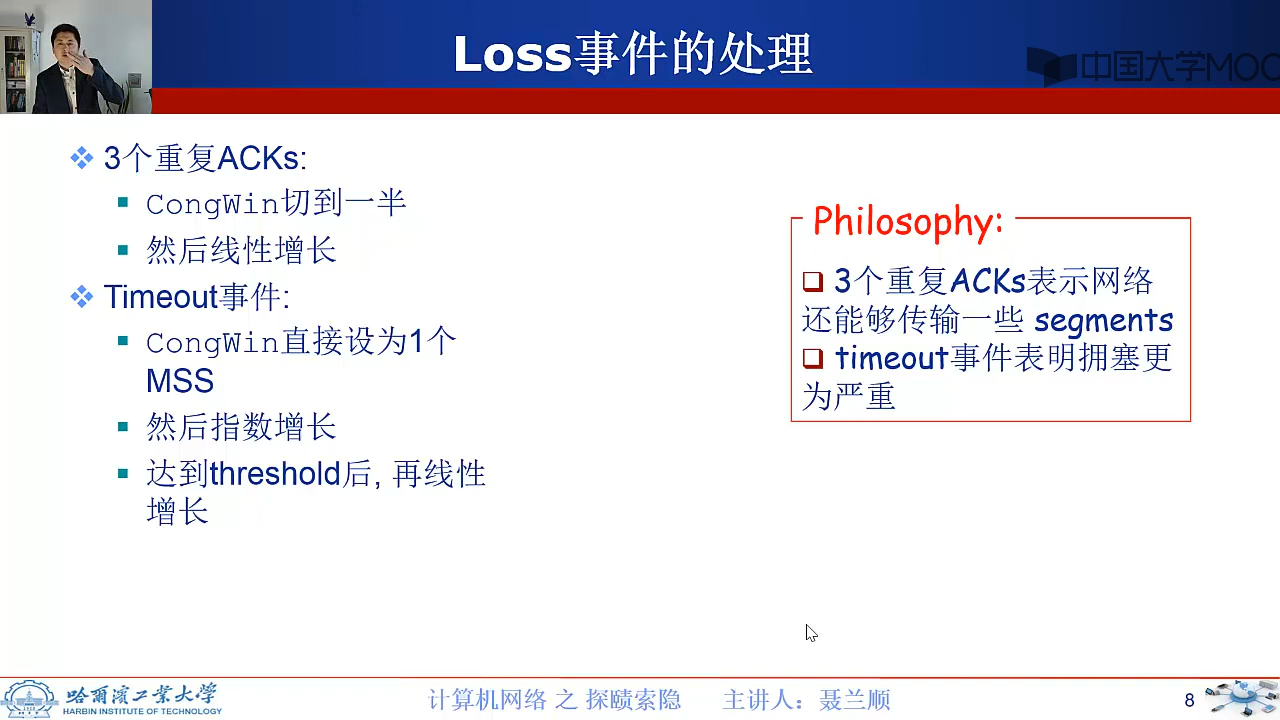 Loss事件的处理
中国大学MOO
3个重复ACKs:
CongWin切到一半
然后线性增长
Timeout事件:
CongWin直接设为1个
MSS
然后指数增长
达到threshold后, 再线性
增长
Philosophy:
3个重复ACKs表示网络
还能够传输一些 segments
timeout事件表明拥塞更
为严重
哈尔滨工业大学
HARBIN INSTITUTE OF TECHNOLOGY
计算机网络 之 探赜索隐 主讲人：聂兰顺
8